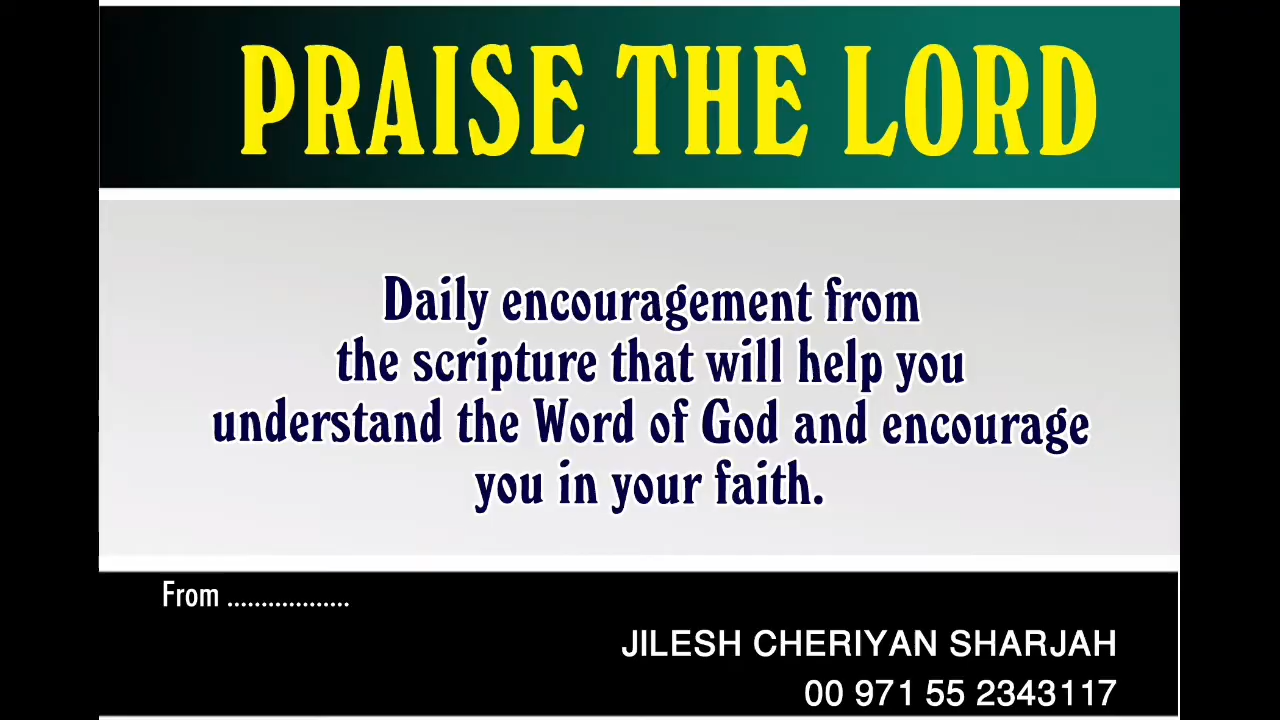 PRAISE THE LORD
Daily encouragement from
the scripture that will help you
understand the Word of God and encourage
you in your faith.
From ..................
JILESH CHERIYAN SHARJAH
00 971 55 2343117